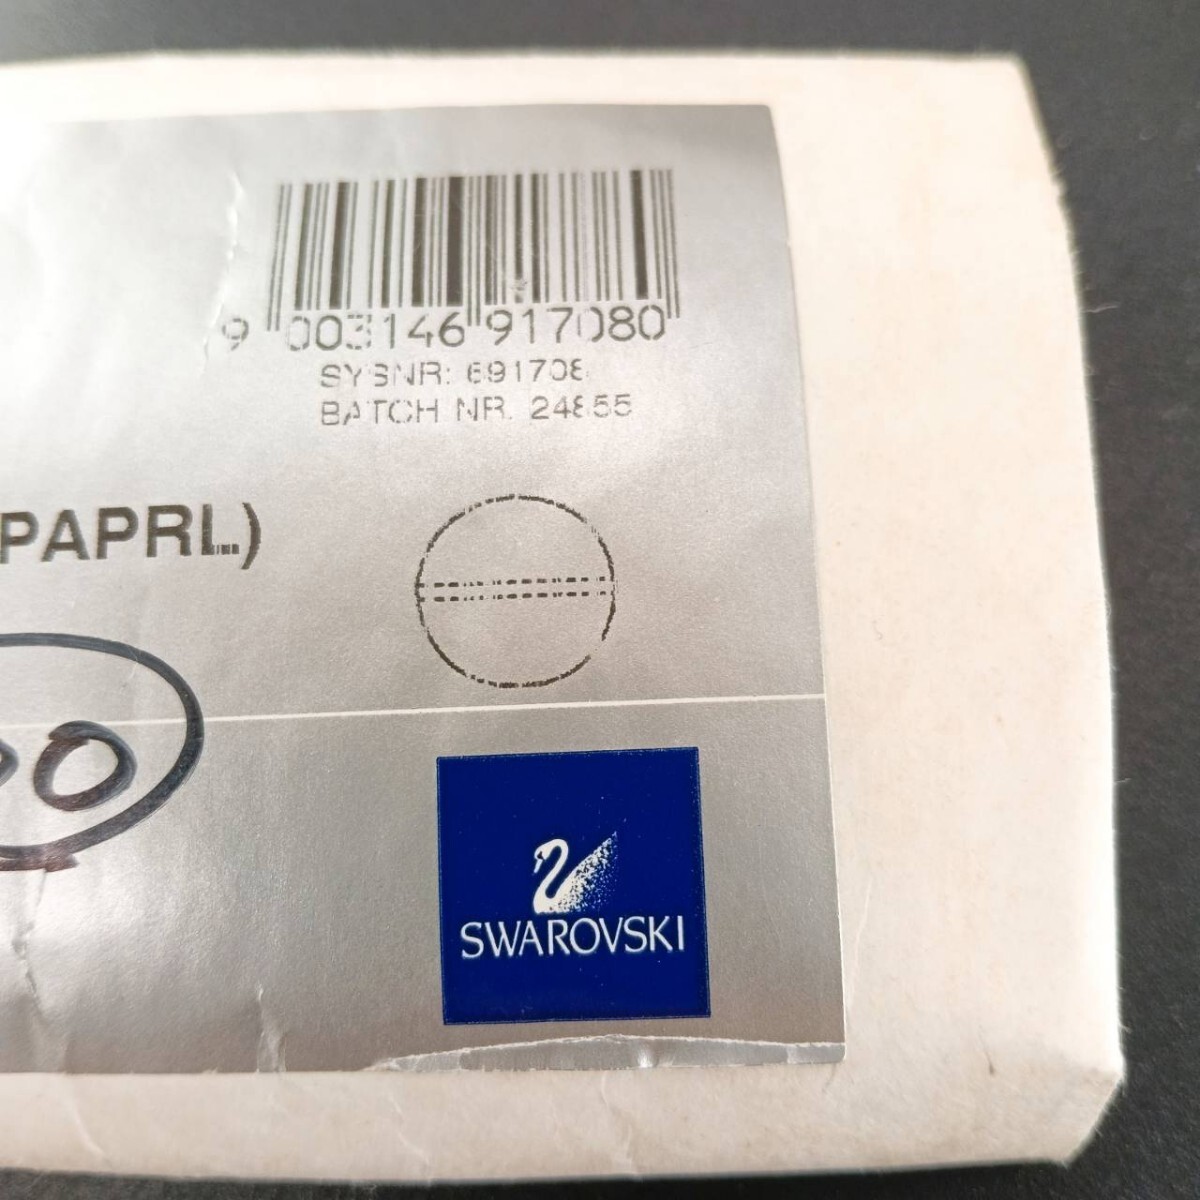 9 003146 917080
SYSNR: 691708
BATCH NR. 24855
PAPRL)
SWAROVSKI